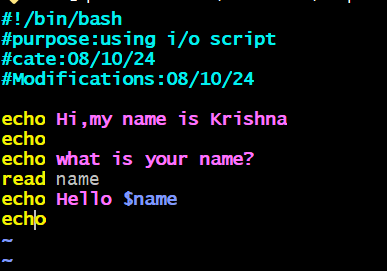 #!/bin/bash
#purpose:using i/o script
#cate:08/10/24
#Modifications:08/10/24
echo Hi,my name is Krishna
echo
echo what is your name?
read name
echo Hello $name
echo
~
~